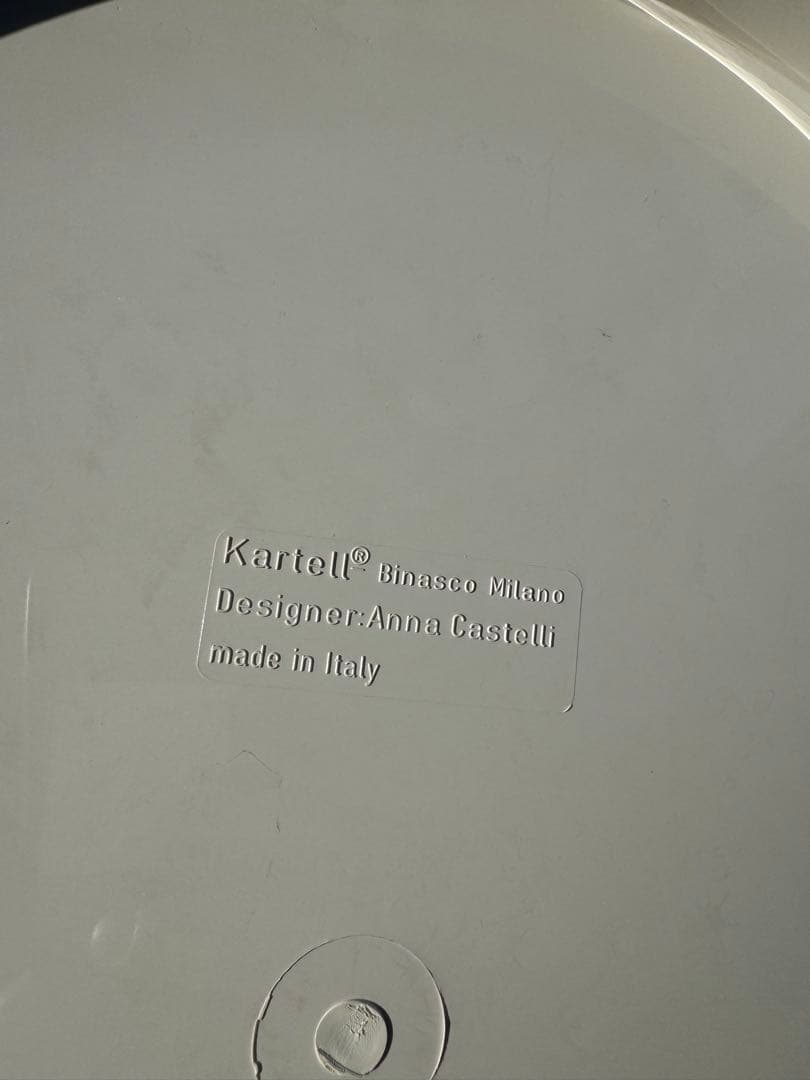 Kartell® Binasco Milano
Designer:Anna Castelli
made in Italy